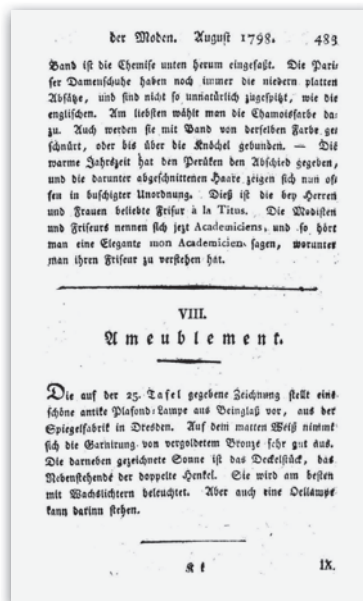 der Moden. August 1798. 483
Band ist die Chemise unten herum eingefaßt. Die Pari-
ser Damenschuhe haben noch immer die niedern platten
Absätze, und sind nicht so unnatürlich zugespitzt, wie die
englischen. Am liebsten wählt man die Chamoisfarbe da-
zu. Auch werden sie mit Band von derselben Farbe ge-
schnürt, oder bis über die Knöchel gebunden. — Die
warme Jahrszeit hat den Perüken den Abschied gegeben,
und die darunter abgeschnittenen Haare zeigen sich nun of-
fen in buschigter Unordnung. Dieß ist die bey Herren
und Frauen beliebte Frisur à la Titus. Die Modisten
und Friseurs nennen sich jezt Academiciens, und so hört
man eine Elegante mon Academicien sagen, worunter
man ihren Friseur zu verstehen hat.
VIII.
Ameublement.
Die auf der 25. Tafel gegebene Zeichnung stellt eine
schöne antike Plafond-Lampe aus Beinglaß vor, aus der
Spiegelfabrik in Dresden. Auf dem matten Weiß nimmt
sich die Garnirung von vergoldetem Bronze sehr gut aus.
Die darneben gezeichnete Sonne ist das Deckelstück, das
Nebenstehende der doppelte Henkel. Sie wird am besten
mit Wachslichtern beleuchtet. Aber auch eine Oellampe
kann darinn stehen.
K k IX.